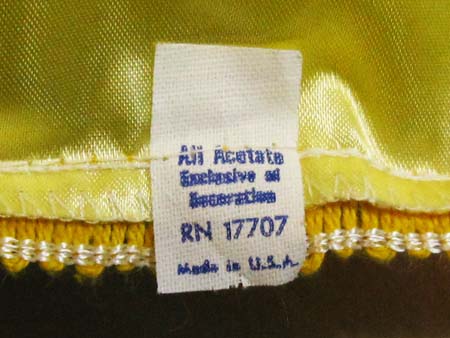 All Acetate
Exclusive of
Decoration
RN 17707
Made in U.S.A.